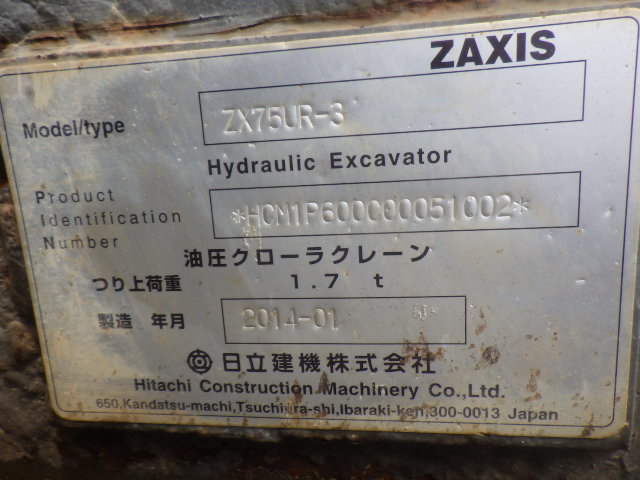 ZAXIS
Model/type ZX75UR-3
Hydraulic Excavator
Product
Identification
Number
*HCM1P600C00051002*
油圧クローラクレーン
つり上荷重 1.7 t
製造 年月 2014-01
日立建機株式会社
Hitachi Construction Machinery Co.,Ltd.
650,Kandatsu-machi,Tsuchiura-shi,Ibaraki-ken,300-0013 Japan